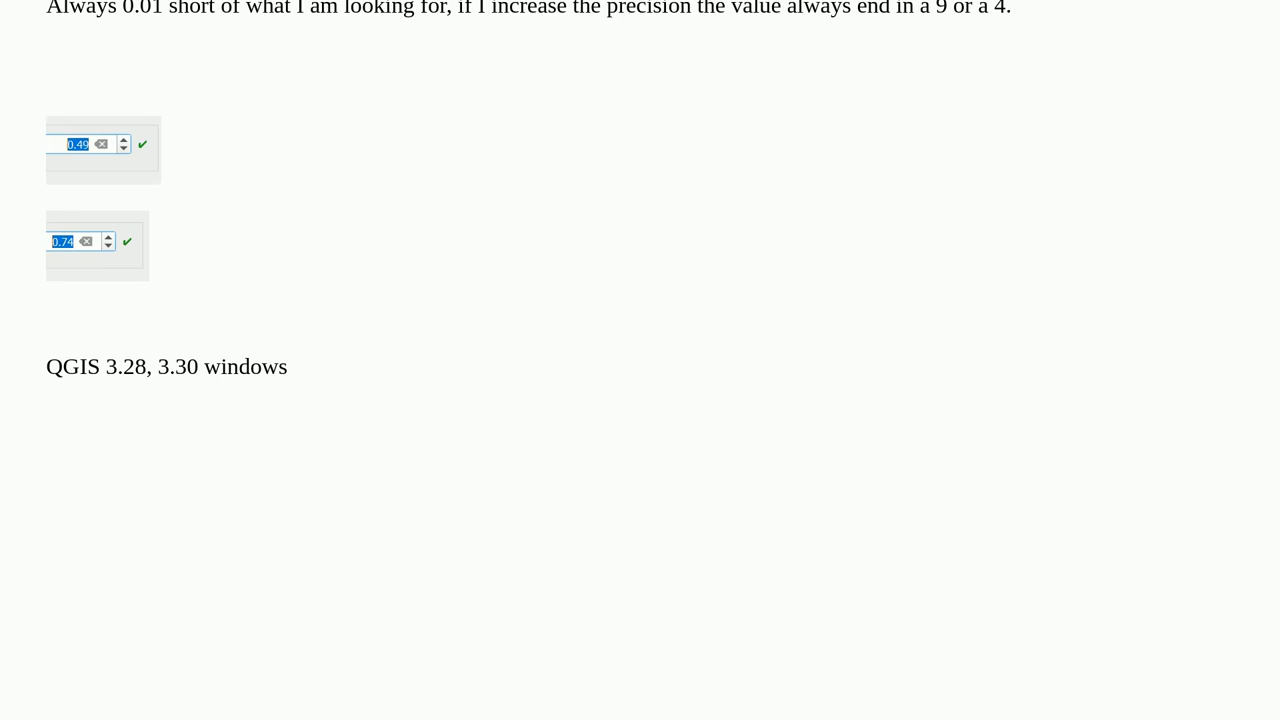 Always 0.01 short of what I am looking for, if I increase the precision the value always end in a 9 or a 4.
0.49
0.74
QGIS 3.28, 3.30 windows